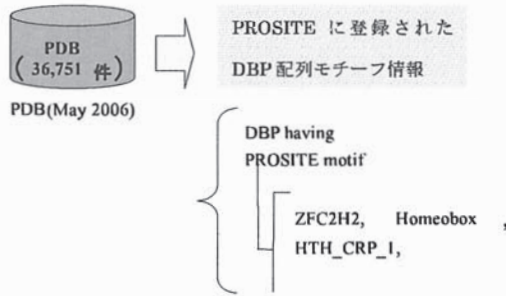 PDB
(36,751 件)
PDB(May 2006)
PROSITE に登録された
DBP 配列モチーフ情報
DBP having
PROSITE motif
ZFC2H2, Homeobox ,
HTH_CRP_1,